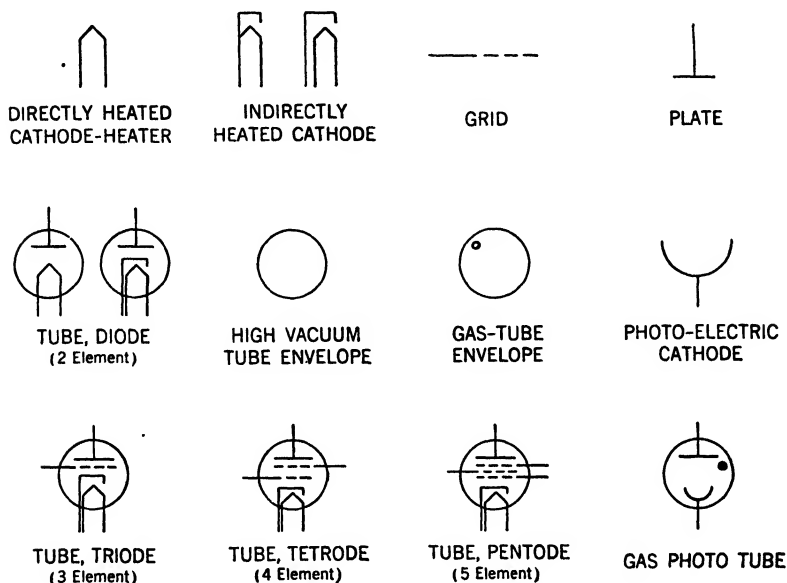 DIRECTLY HEATED
CATHODE-HEATER
INDIRECTLY
HEATED CATHODE
GRID
PLATE
TUBE, DIODE
(2 Element)
HIGH VACUUM
TUBE ENVELOPE
GAS-TUBE
ENVELOPE
PHOTO-ELECTRIC
CATHODE
TUBE, TRIODE
(3 Element)
TUBE, TETRODE
(4 Element)
TUBE, PENTODE
(5 Element)
GAS PHOTO TUBE